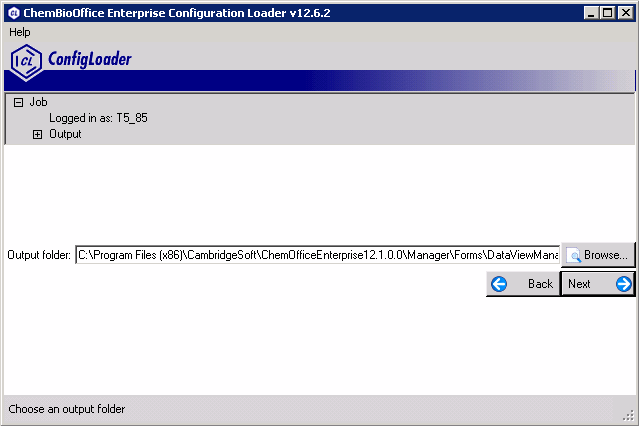 ChemBioOffice Enterprise Configuration Loader v12.6.2
Help
CL ConfigLoader
Job
Logged in as: T5_85
Output
Output folder: C:\Program Files (x86)\CambridgeSoft\ChemOfficeEnterprise12.1.0.0\Manager\Forms\DataViewMana Browse...
Back Next
Choose an output folder